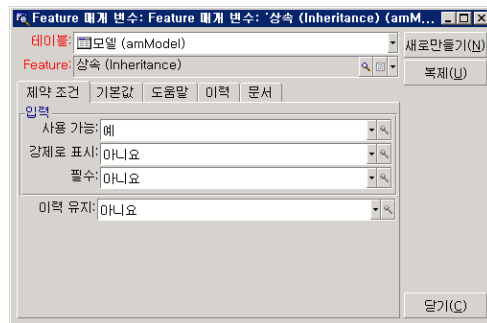 Feature 매개 변수: Feature 매개 변수: '상속 (Inheritance) (amM...
테이블: 모델 (amModel)
새로만들기(N)
Feature: 상속 (Inheritance)
복제(U)
제약 조건 기본값 도움말 이력 문서
입력
사용 가능: 예
강제로 표시: 아니요
필수: 아니요
이력 유지: 아니요
닫기(C)